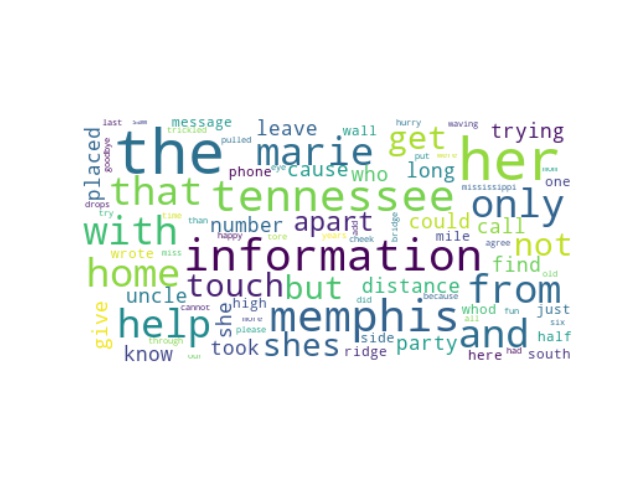 last
message
hurry
waving
trickled
leave
wall
get
trying
placed
goodbye
the
pulled
marie
put
her
phone
eye
cause
who
long
one
drops
that
tennessee
mississippi
only
try
time
than
with
number
apart
could
call
not
happy
tore
years
add
cheek
bridge
mile
agree
wrote
miss
information
find
old
home
touch
but
distance
from
uncle
cannot
she
high
did
because
give
help
more
memphis
whod
all
fun
just
six
and
please
side
party
half
through
know
our
took
shes
ridge
here
had
south